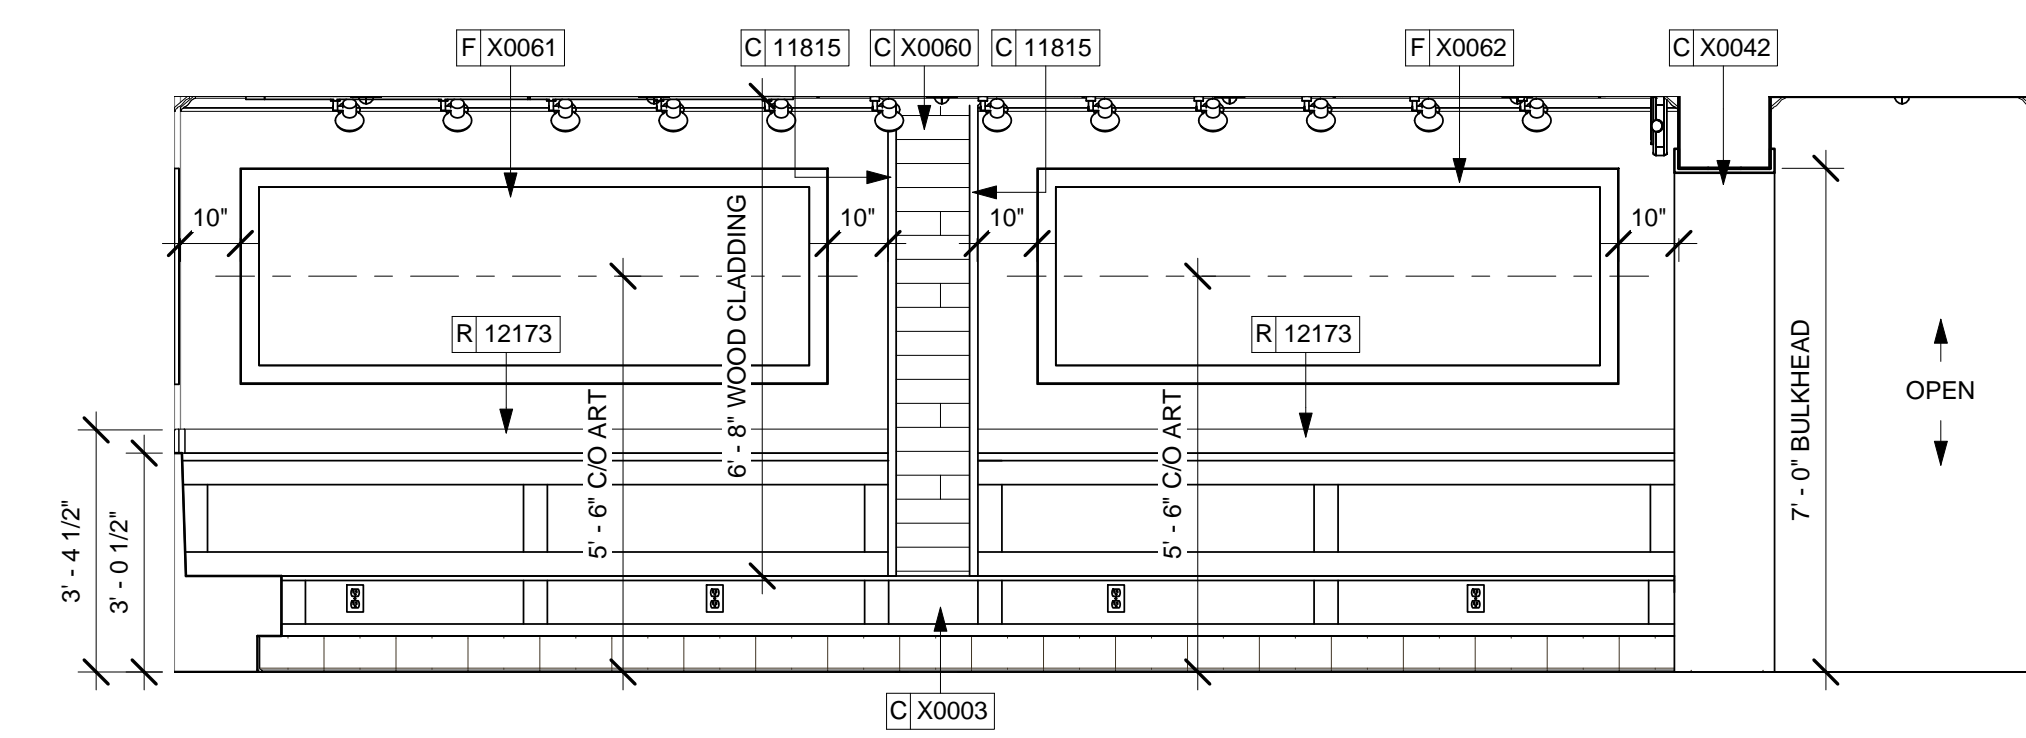 F X0061
C 11815
C X0060
C 11815
F X0062
C X0042
10"
10"
10"
10"
6' - 8" WOOD CLADDING
R 12173
R 12173
5' - 6" C/O ART
5' - 6" C/O ART
7' - 0" BULKHEAD
OPEN
3' - 4 1/2"
3' - 0 1/2"
C X0003